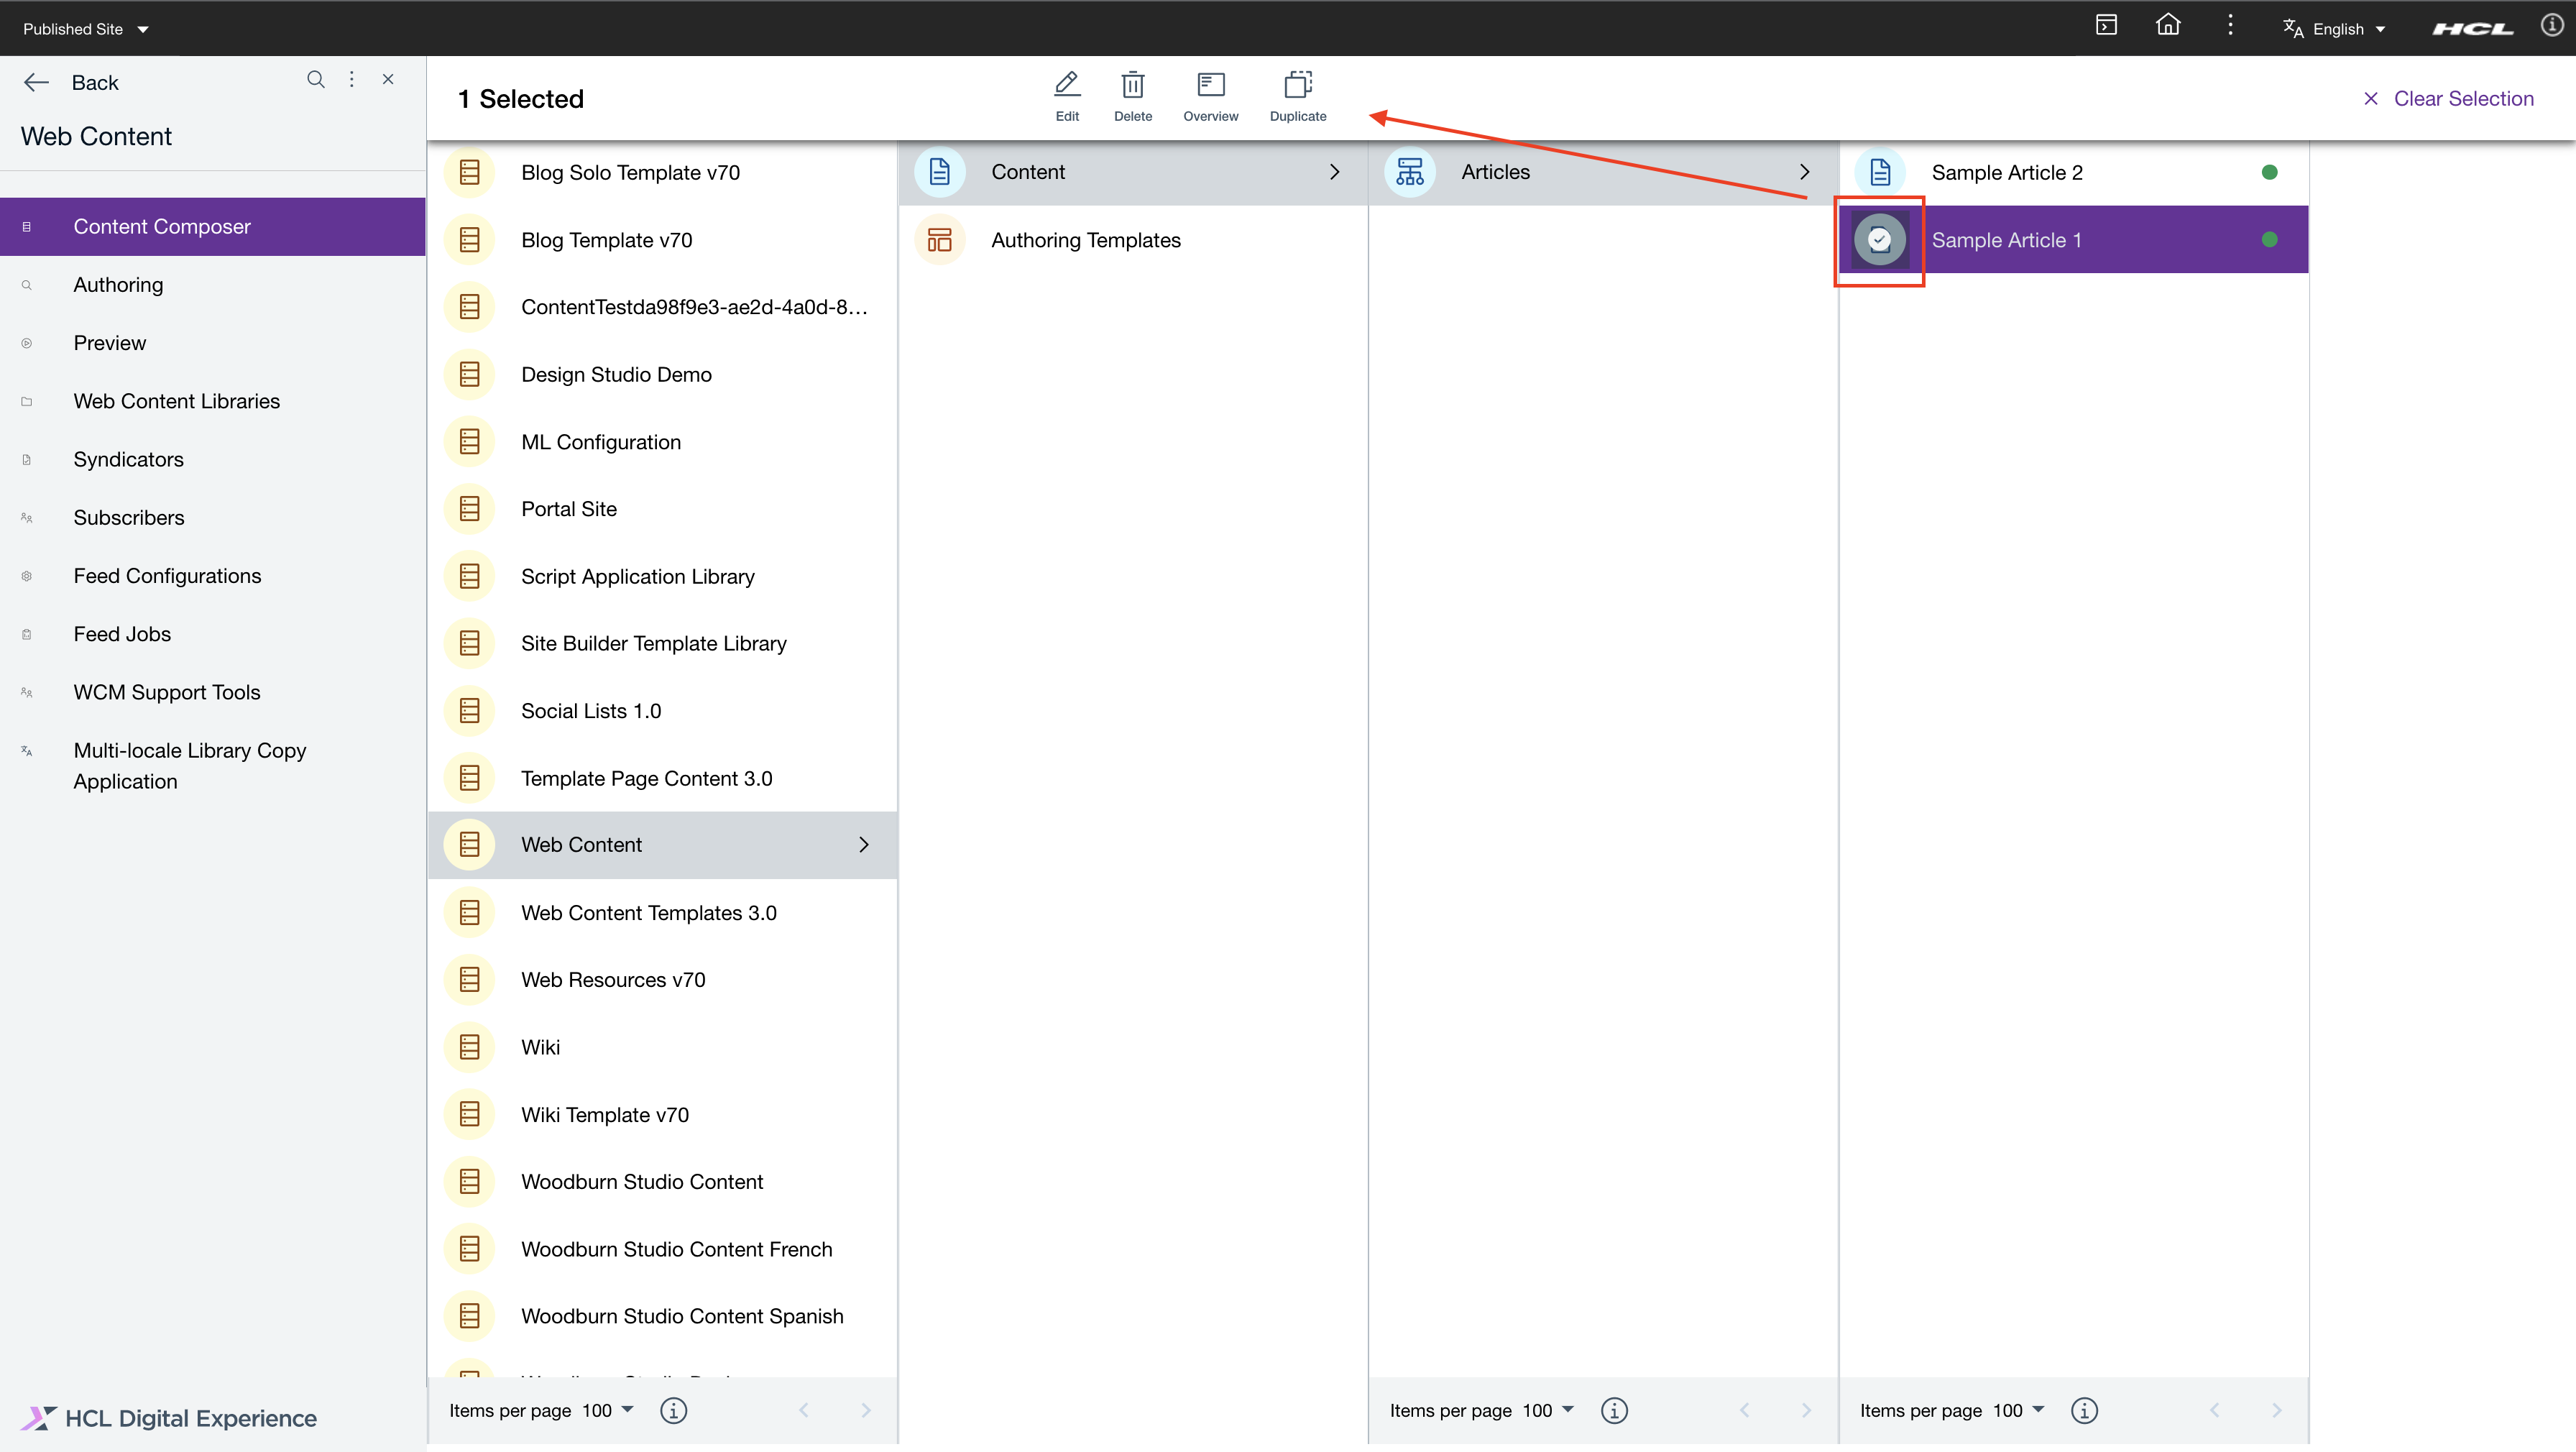 Published Site
English
HCL
Back
Web Content
Content Composer
Authoring
Preview
Web Content Libraries
Syndicators
Subscribers
Feed Configurations
Feed Jobs
WCM Support Tools
Multi-locale Library Copy
Application
HCL Digital Experience
1 Selected
Edit
Delete
Overview
Duplicate
Clear Selection
Blog Solo Template v70
Blog Template v70
ContentTestda98f9e3-ae2d-4a0d-8...
Design Studio Demo
ML Configuration
Portal Site
Script Application Library
Site Builder Template Library
Social Lists 1.0
Template Page Content 3.0
Web Content
Web Content Templates 3.0
Web Resources v70
Wiki
Wiki Template v70
Woodburn Studio Content
Woodburn Studio Content French
Woodburn Studio Content Spanish
Items per page 100
Content
Authoring Templates
Articles
Items per page 100
Sample Article 2
Sample Article 1
Items per page 100